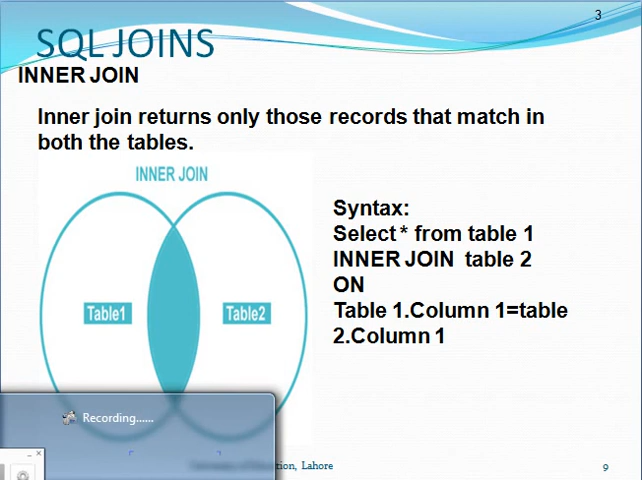 3
SQL JOINS
INNER JOIN
Inner join returns only those records that match in
both the tables.
INNER JOIN
Table1
Table2
Syntax:
Select * from table 1
INNER JOIN table 2
ON
Table 1.Column 1=table
2.Column 1
Recording......
Lahore
9